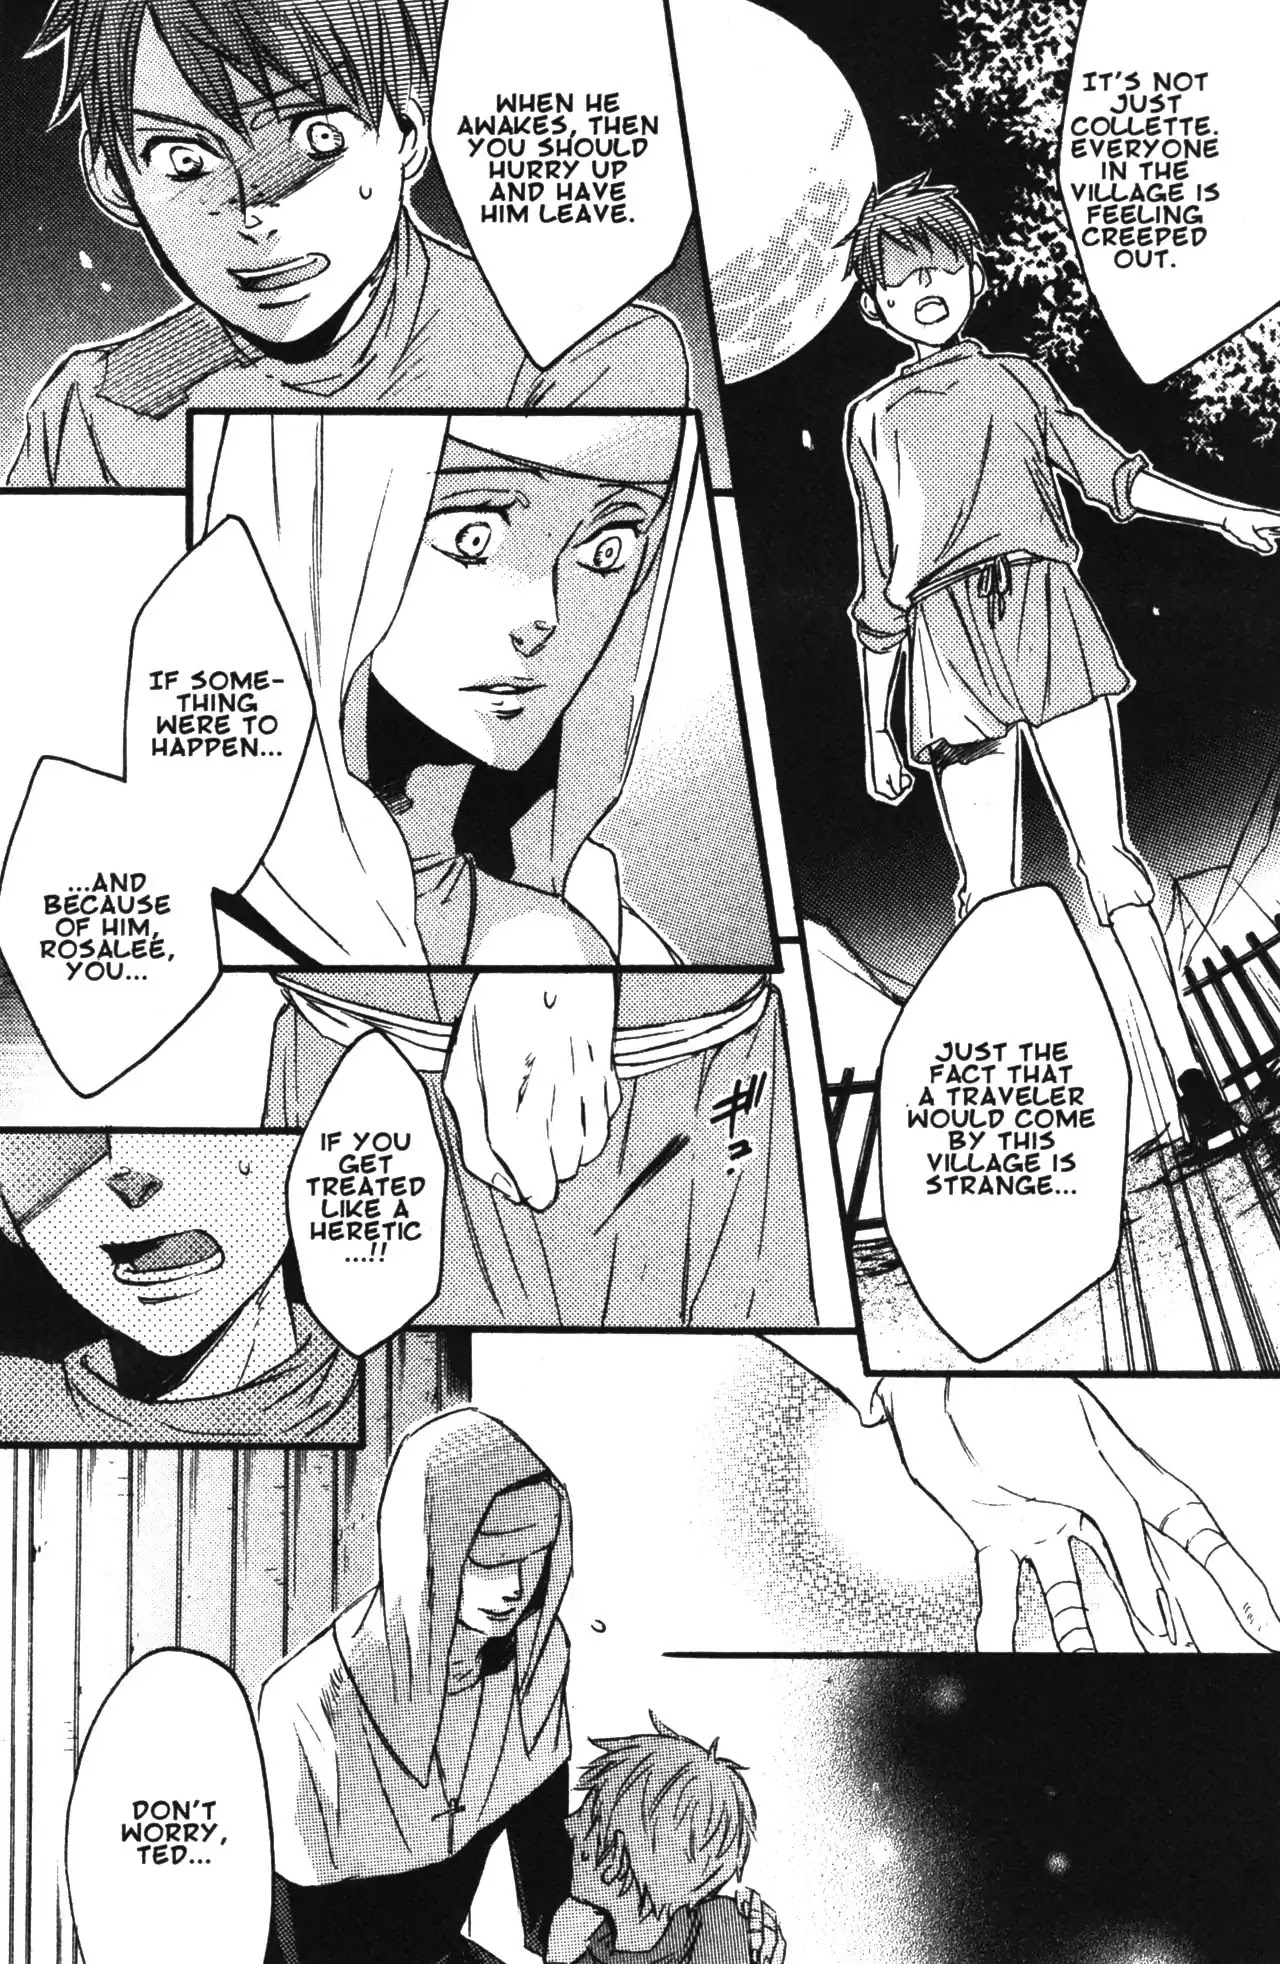 IT'S NOT
JUST
COLLETTE.
EVERYONE
IN THE
VILLAGE IS
FEELING
CREEPED
OUT.
JUST THE
FACT THAT
A TRAVELER
WOULD COME
BY THIS
VILLAGE IS
STRANGE...
WHEN HE
AWAKES, THEN
YOU SHOULD
HURRY UP
AND HAVE
HIM LEAVE.
IF SOME-
THING
WERE TO
HAPPEN...
...AND
BECAUSE
OF HIM,
ROSALEE,
YOU...
ギュ
IF YOU
GET
TREATED
LIKE A
HERETIC
...!!
DON'T
WORRY,
TED...